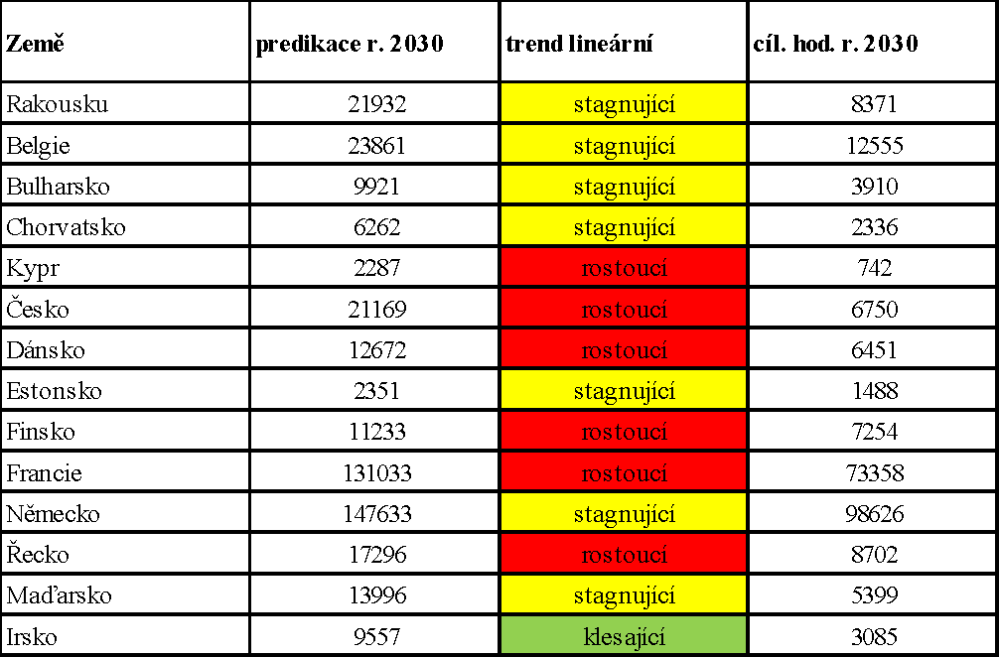 Země predikace r. 2030 trend lineární cíl. hod. r. 2030
Rakousku 21932 stagnující 8371
Belgie 23861 stagnující 12555
Bulharsko 9921 stagnující 3910
Chorvatsko 6262 stagnující 2336
Kypr 2287 rostoucí 742
Česko 21169 rostoucí 6750
Dánsko 12672 rostoucí 6451
Estonsko 2351 stagnující 1488
Finsko 11233 rostoucí 7254
Francie 131033 rostoucí 73358
Německo 147633 stagnující 98626
Řecko 17296 rostoucí 8702
Maďarsko 13996 stagnující 5399
Irsko 9557 klesající 3085